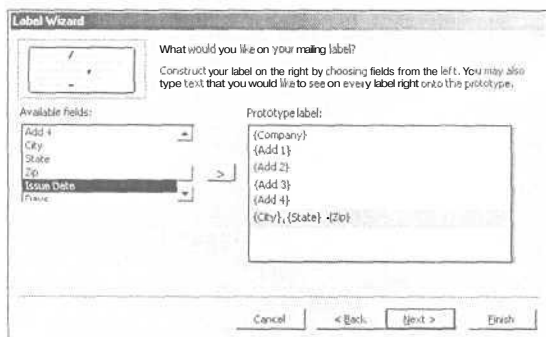 Label Wizard
What would you like on your mailing label?
Construct your label on the right by choosing fields from the left. You may also
type text that you would like to see on every label right onto the prototype.
Available fields:
Prototype label:
Add 4
City
State
Zip
Issue Date
{Company}
{Add 1}
{Add 2}
{Add 3}
{Add 4}
{City}, {State} -{Zip}
>
Cancel
< Back
Next >
Finish